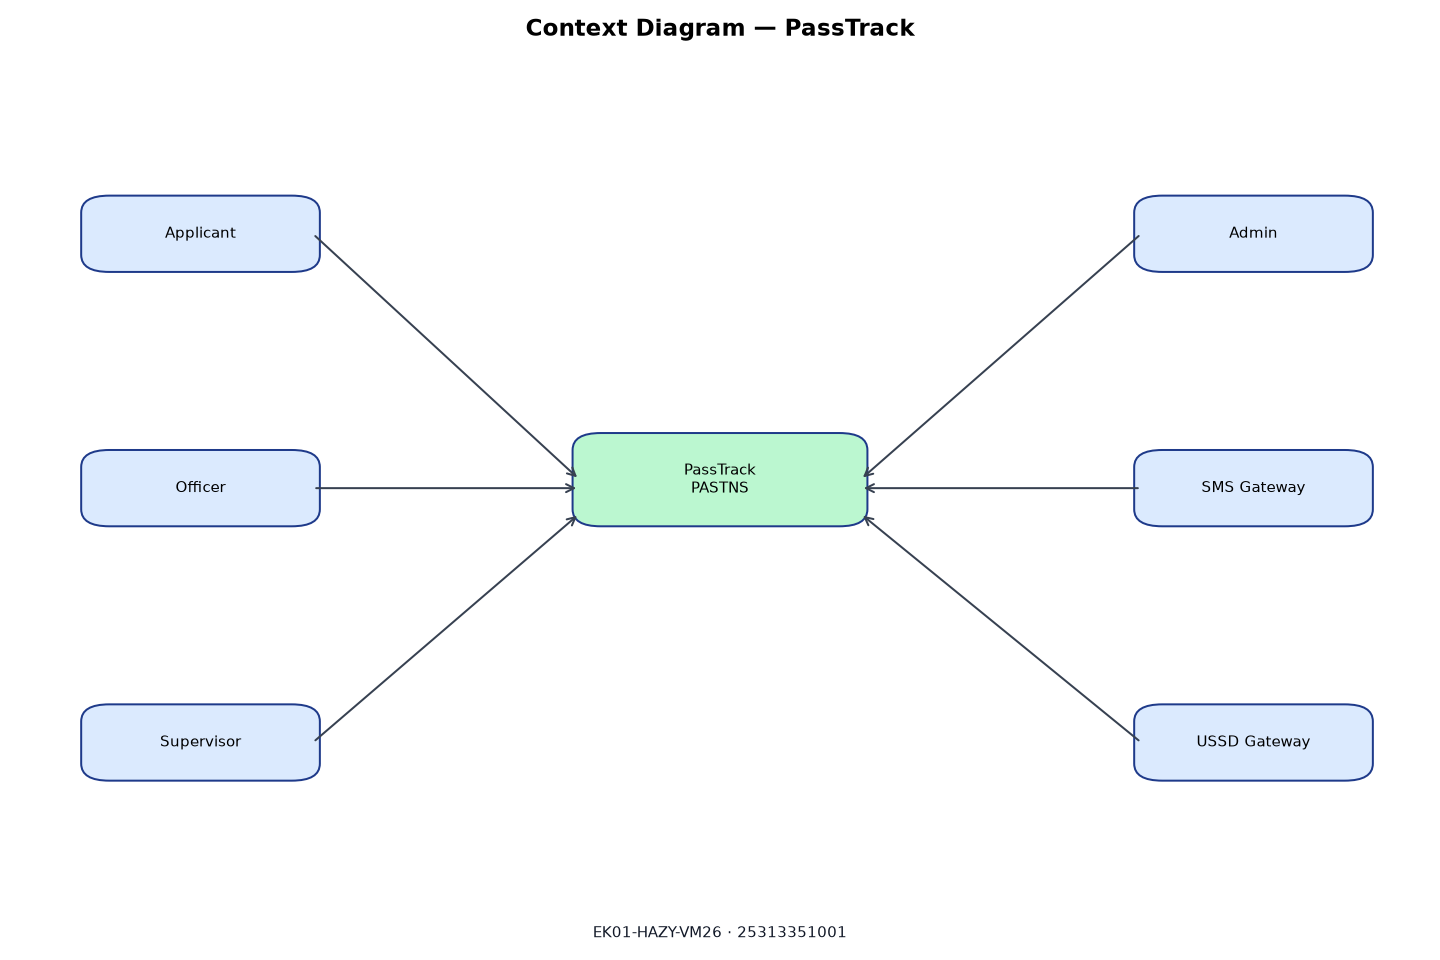 Context Diagram — PassTrack
Applicant
Admin
PassTrack
PASTNS
Officer
SMS Gateway
Supervisor
USSD Gateway
EK01-HAZY-VM26 · 25313351001